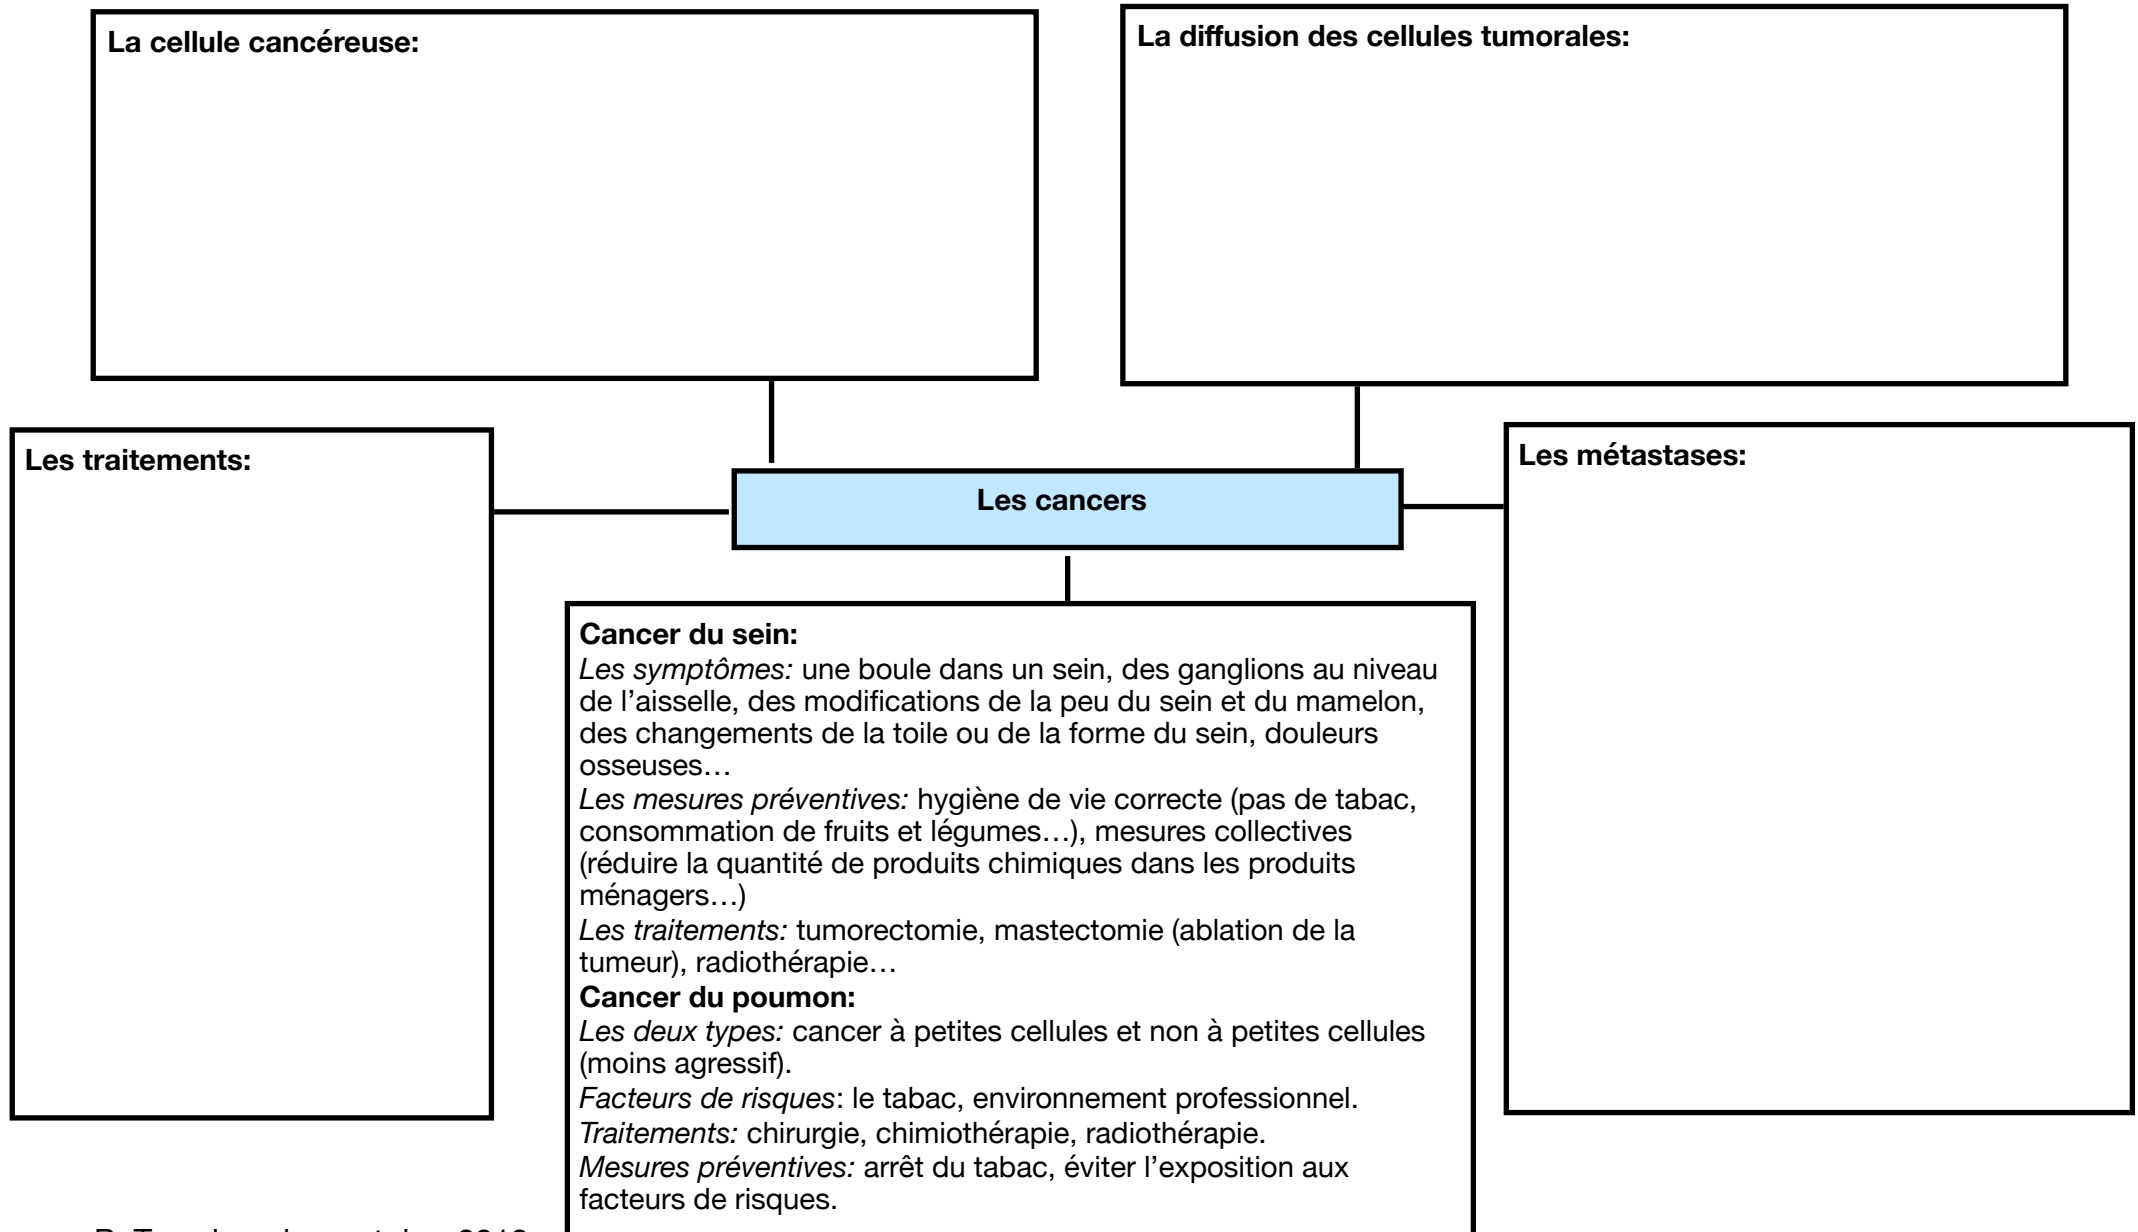 La cellule cancéreuse:
La diffusion des cellules tumorales:
Les traitements:
Les cancers
Les métastases:
Cancer du sein:
Les symptômes: une boule dans un sein, des ganglions au niveau
de l’aisselle, des modifications de la peu du sein et du mamelon,
des changements de la toile ou de la forme du sein, douleurs
osseuses…
Les mesures préventives: hygiène de vie correcte (pas de tabac,
consommation de fruits et légumes…), mesures collectives
(réduire la quantité de produits chimiques dans les produits
ménagers…)
Les traitements: tumorectomie, mastectomie (ablation de la
tumeur), radiothérapie…
Cancer du poumon:
Les deux types: cancer à petites cellules et non à petites cellules
(moins agressif).
Facteurs de risques: le tabac, environnement professionnel.
Traitements: chirurgie, chimiothérapie, radiothérapie.
Mesures préventives: arrêt du tabac, éviter l’exposition aux
facteurs de risques.